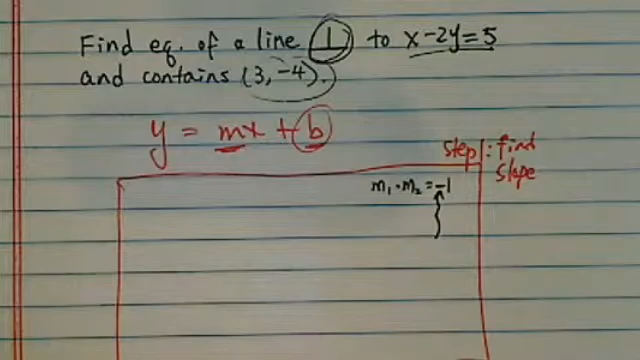 Find eq. of a line ⊥ to x-2y=5
and contains (3, -4).
y = mx + b
Step 1: find
slope
m₁ · m₂ = -1